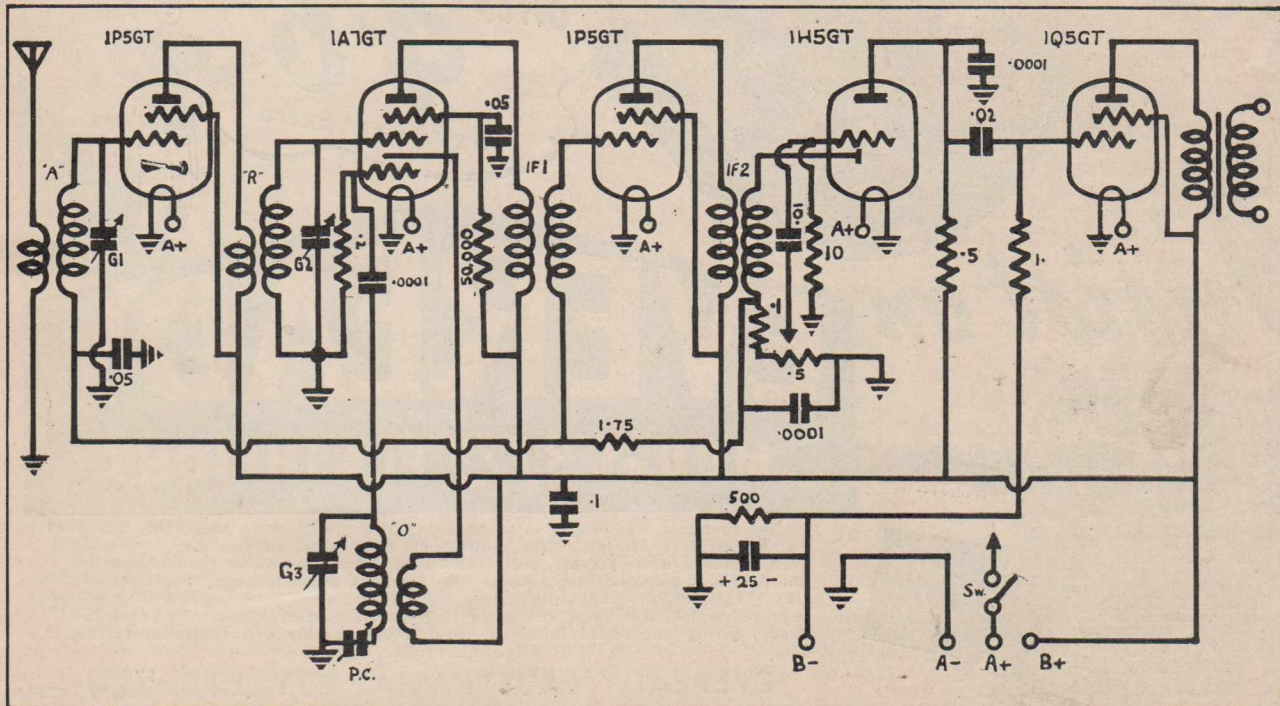 1P5GT
1A7GT
1P5GT
1H5GT
1Q5GT
.0001
.05
.02
"A"
"R"
IF1
IF2
G1
A+
G2
.2
A+
.0001
50,000
A+
.01
A+
10
.5
1.
A+
.1
.05
.5
.0001
1.75
.1
500
"O"
G3
+ 25 -
Sw.
P.C.
B-
A-
A+
B+